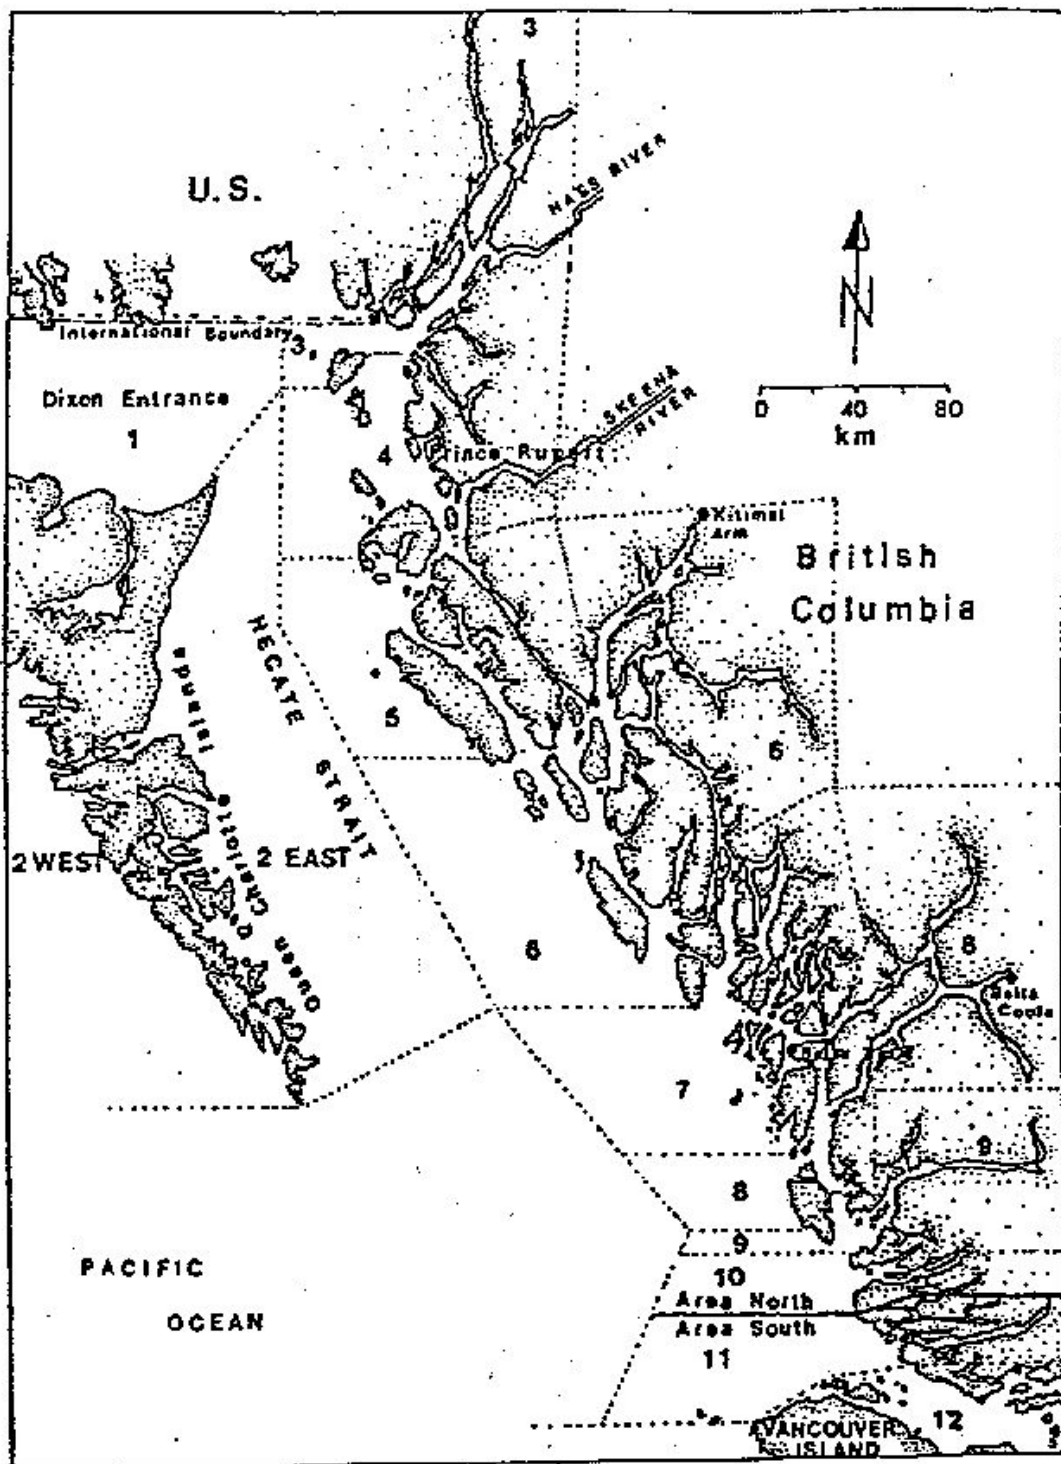 3
U.S.
NASS RIVER
International Boundary
3
Dixon Entrance
1
0 40 80
km
N
SKEENA
RIVER
4
Prince Rupert
Kitimat
Arm
British
Columbia
HECATE STRAIT
5
6
2 WEST
2 EAST
Queen Charlotte Islands
6
8
Bella
Coola
7
9
8
9
10
Area North
Area South
11
PACIFIC
OCEAN
12
VANCOUVER
ISLAND